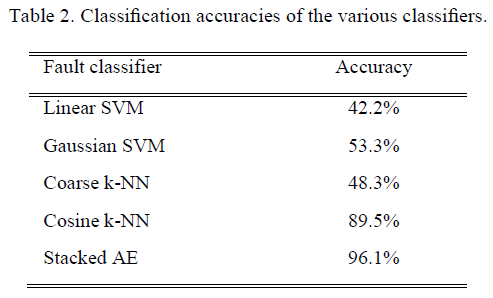 Table 2. Classification accuracies of the various classifiers.
Fault classifier Accuracy
Linear SVM 42.2%
Gaussian SVM 53.3%
Coarse k-NN 48.3%
Cosine k-NN 89.5%
Stacked AE 96.1%